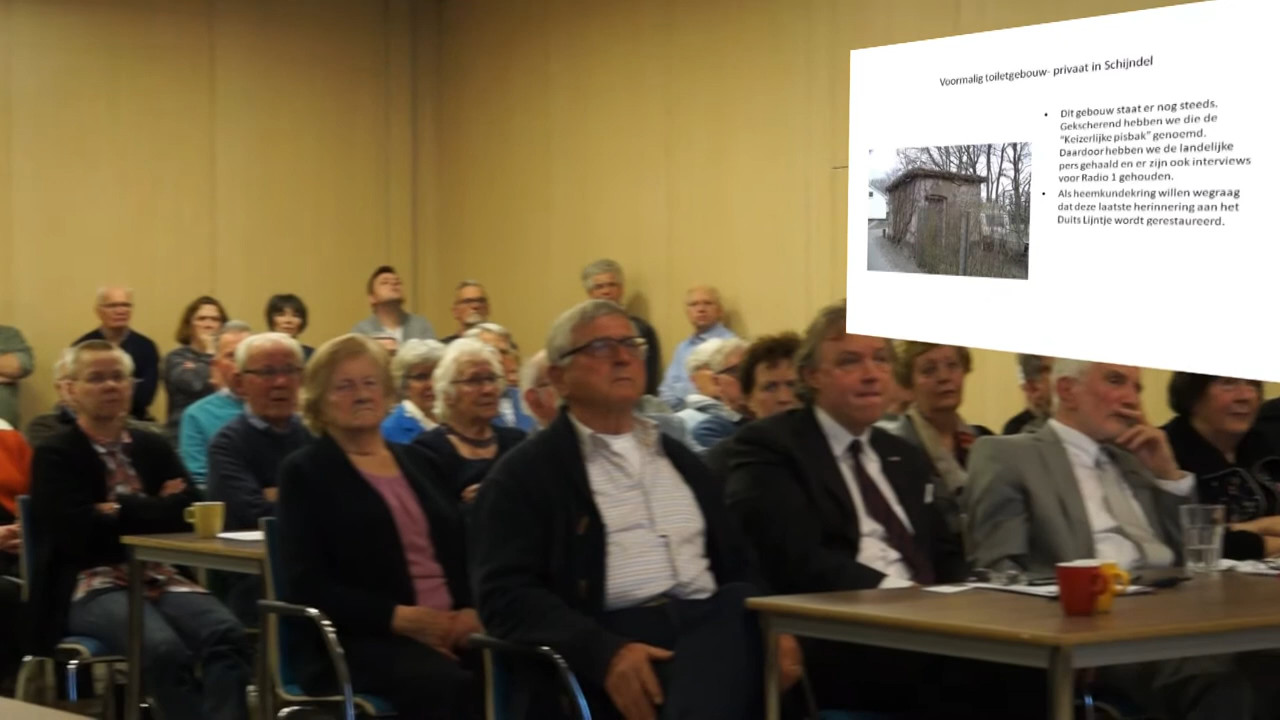 Voormalig toiletgebouw- privaat in Schijndel
• Dit gebouw staat er nog steeds.
Gekscherend hebben we die de
"Keizerlijke pisbak" genoemd.
Daardoor hebben we de landelijke
pers gehaald en er zijn ook interviews
voor Radio 1 gehouden.
• Als heemkundekring willen wegraag
dat deze laatste herinnering aan het
Duits Lijntje wordt gerestaureerd.